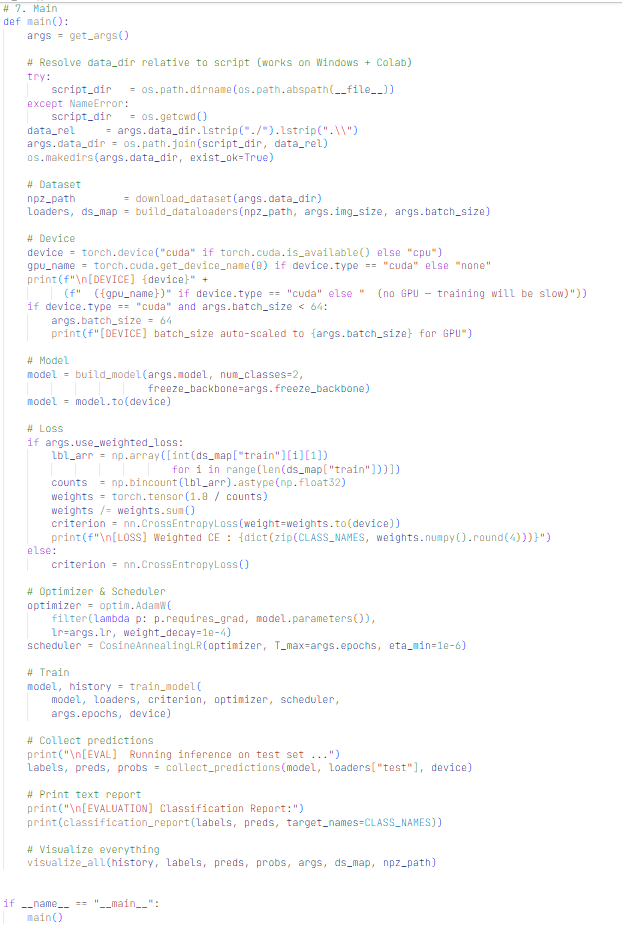 # 7. Main
def main():
    args = get_args()

    # Resolve data_dir relative to script (works on Windows + Colab)
    try:
        script_dir   = os.path.dirname(os.path.abspath(__file__))
    except NameError:
        script_dir   = os.getcwd()
    data_rel     = args.data_dir.lstrip("./").lstrip(".\\")
    args.data_dir = os.path.join(script_dir, data_rel)
    os.makedirs(args.data_dir, exist_ok=True)

    # Dataset
    npz_path        = download_dataset(args.data_dir)
    loaders, ds_map = build_dataloaders(npz_path, args.img_size, args.batch_size)

    # Device
    device = torch.device("cuda" if torch.cuda.is_available() else "cpu")
    gpu_name = torch.cuda.get_device_name(0) if device.type == "cuda" else "none"
    print(f"\n[DEVICE] {device}" +
          (f"  ({gpu_name})" if device.type == "cuda" else "  (no GPU — training will be slow)"))
    if device.type == "cuda" and args.batch_size < 64:
        args.batch_size = 64
        print(f"[DEVICE] batch_size auto-scaled to {args.batch_size} for GPU")

    # Model
    model = build_model(args.model, num_classes=2,
                        freeze_backbone=args.freeze_backbone)
    model = model.to(device)

    # Loss
    if args.use_weighted_loss:
        lbl_arr = np.array([int(ds_map["train"][i][1])
                            for i in range(len(ds_map["train"]))])
        counts  = np.bincount(lbl_arr).astype(np.float32)
        weights = torch.tensor(1.0 / counts)
        weights /= weights.sum()
        criterion = nn.CrossEntropyLoss(weight=weights.to(device))
        print(f"\n[LOSS] Weighted CE : {dict(zip(CLASS_NAMES, weights.numpy().round(4)))}")
    else:
        criterion = nn.CrossEntropyLoss()

    # Optimizer & Scheduler
    optimizer = optim.AdamW(
        filter(lambda p: p.requires_grad, model.parameters()),
        lr=args.lr, weight_decay=1e-4)
    scheduler = CosineAnnealingLR(optimizer, T_max=args.epochs, eta_min=1e-6)

    # Train
    model, history = train_model(
        model, loaders, criterion, optimizer, scheduler,
        args.epochs, device)

    # Collect predictions
    print("\n[EVAL]  Running inference on test set ...")
    labels, preds, probs = collect_predictions(model, loaders["test"], device)

    # Print text report
    print("\n[EVALUATION] Classification Report:")
    print(classification_report(labels, preds, target_names=CLASS_NAMES))

    # Visualize everything
    visualize_all(history, labels, preds, probs, args, ds_map, npz_path)


if __name__ == "__main__":
    main()